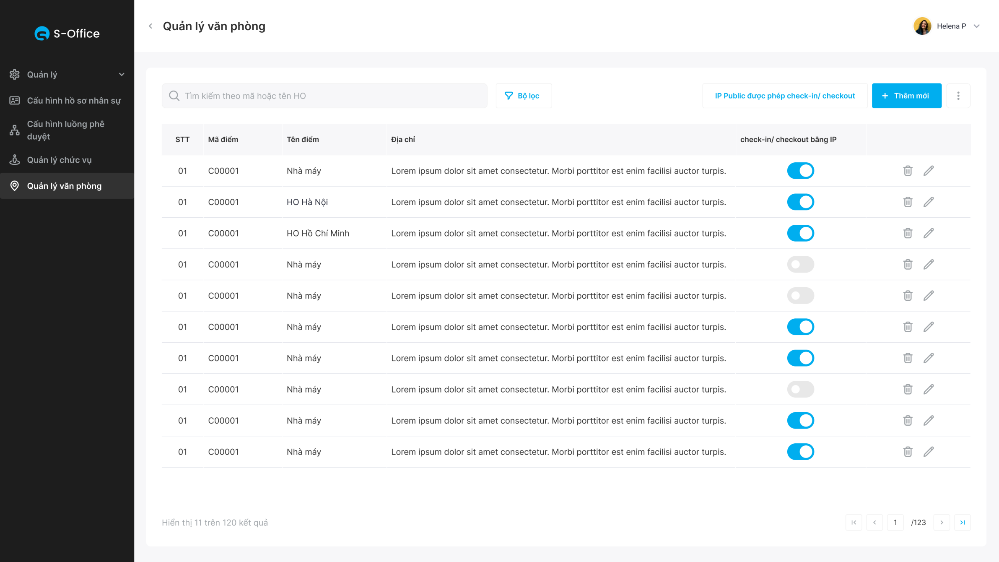 S-Office
Quản lý
Cấu hình hồ sơ nhân sự
Cấu hình luồng phê
duyệt
Quản lý chức vụ
Quản lý văn phòng
Quản lý văn phòng
Helena P
Tìm kiếm theo mã hoặc tên HO
Bộ lọc
IP Public được phép check-in/ checkout
+ Thêm mới
STT Mã điểm Tên điểm Địa chỉ check-in/ checkout bằng IP
01 C00001 Nhà máy Lorem ipsum dolor sit amet consectetur. Morbi porttitor est enim facilisi auctor turpis.
01 C00001 HO Hà Nội Lorem ipsum dolor sit amet consectetur. Morbi porttitor est enim facilisi auctor turpis.
01 C00001 HO Hồ Chí Minh Lorem ipsum dolor sit amet consectetur. Morbi porttitor est enim facilisi auctor turpis.
01 C00001 Nhà máy Lorem ipsum dolor sit amet consectetur. Morbi porttitor est enim facilisi auctor turpis.
01 C00001 Nhà máy Lorem ipsum dolor sit amet consectetur. Morbi porttitor est enim facilisi auctor turpis.
01 C00001 Nhà máy Lorem ipsum dolor sit amet consectetur. Morbi porttitor est enim facilisi auctor turpis.
01 C00001 Nhà máy Lorem ipsum dolor sit amet consectetur. Morbi porttitor est enim facilisi auctor turpis.
01 C00001 Nhà máy Lorem ipsum dolor sit amet consectetur. Morbi porttitor est enim facilisi auctor turpis.
01 C00001 Nhà máy Lorem ipsum dolor sit amet consectetur. Morbi porttitor est enim facilisi auctor turpis.
01 C00001 Nhà máy Lorem ipsum dolor sit amet consectetur. Morbi porttitor est enim facilisi auctor turpis.
Hiển thị 11 trên 120 kết quả
1 /123